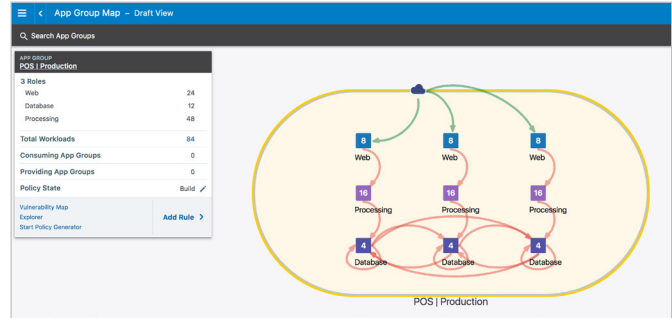 App Group Map – Draft View
Search App Groups
APP GROUP
POS | Production
3 Roles
Web 24
Database 12
Processing 48
Total Workloads 84
Consuming App Groups 0
Providing App Groups 0
Policy State Build
Vulnerability Map
Explorer
Start Policy Generator
Add Rule >
8 8 8
Web Web Web
16 16 16
Processing Processing Processing
4 4 4
Database Database Database
POS | Production